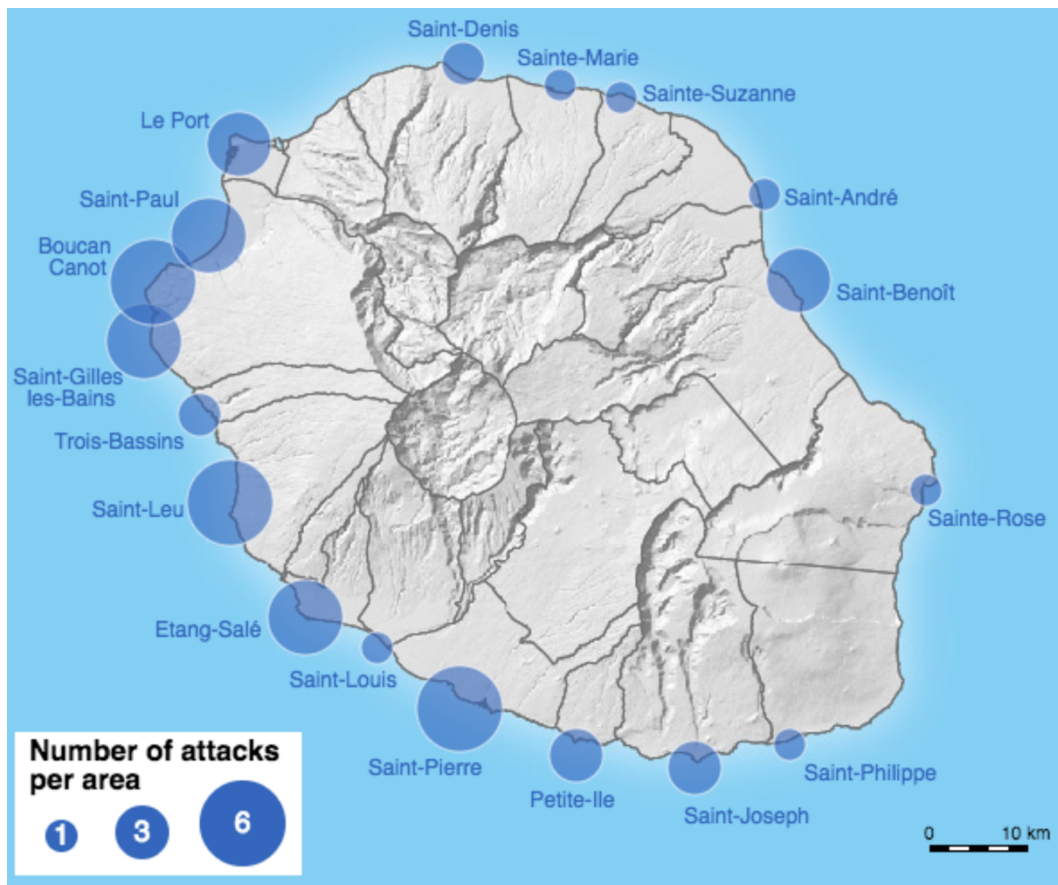 Saint-Denis
Sainte-Marie
Sainte-Suzanne
Le Port
Saint-Paul
Saint-André
Boucan
Canot
Saint-Benoît
Saint-Gilles
les-Bains
Trois-Bassins
Saint-Leu
Sainte-Rose
Etang-Salé
Saint-Louis
Saint-Pierre
Petite-Ile
Saint-Joseph
Saint-Philippe
Number of attacks
per area
1 3 6
0 10 km